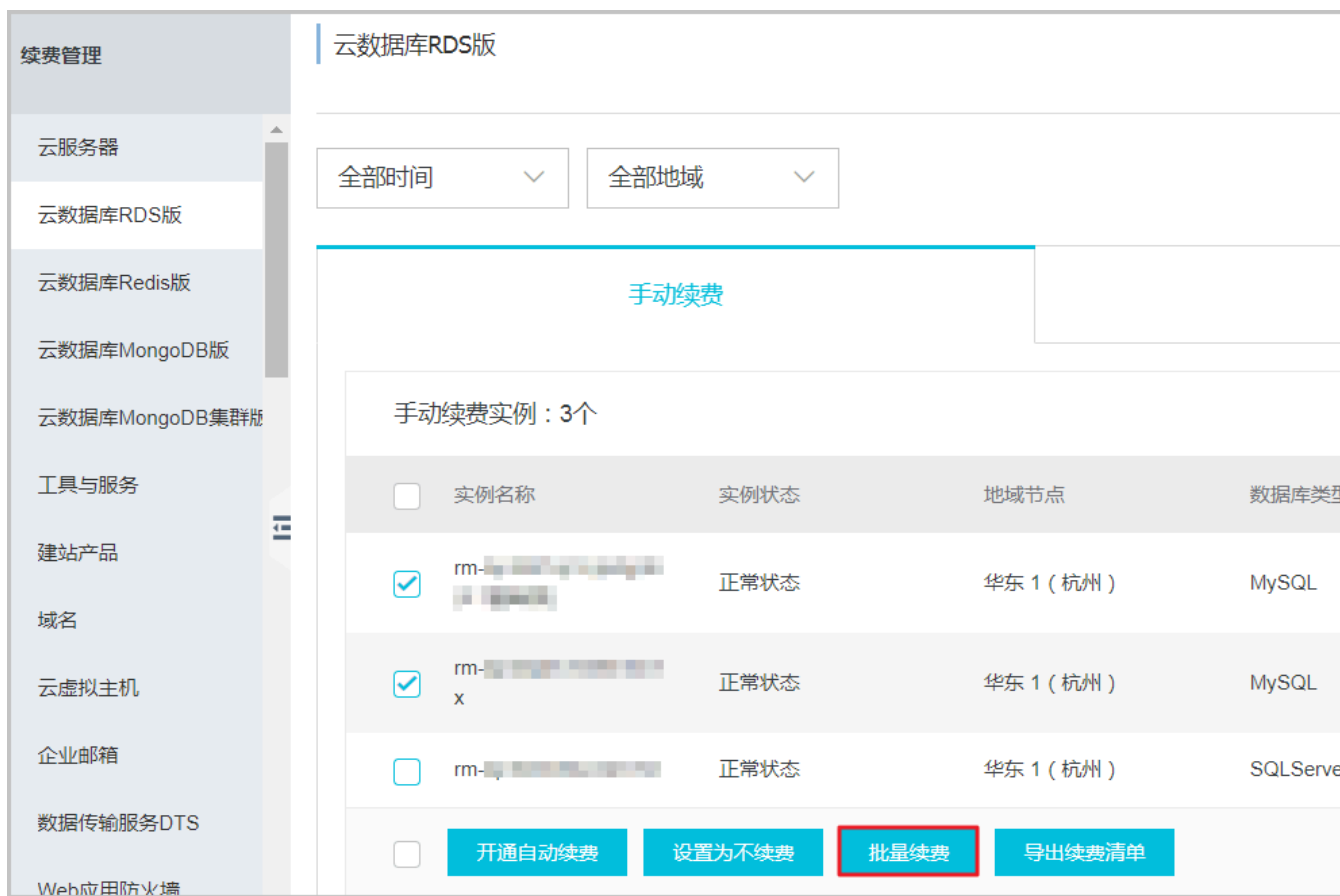 续费管理
云服务器
云数据库RDS版
云数据库Redis版
云数据库MongoDB版
云数据库MongoDB集群版
工具与服务
建站产品
域名
云虚拟主机
企业邮箱
数据传输服务DTS
Web应用防火墙
云数据库RDS版
全部时间 全部地域
手动续费
手动续费实例：3个
实例名称 实例状态 地域节点 数据库类型
rm- 正常状态 华东 1（杭州） MySQL
rm- 正常状态 华东 1（杭州） MySQL
x
rm- 正常状态 华东 1（杭州） SQLServe
开通自动续费 设置为不续费 批量续费 导出续费清单